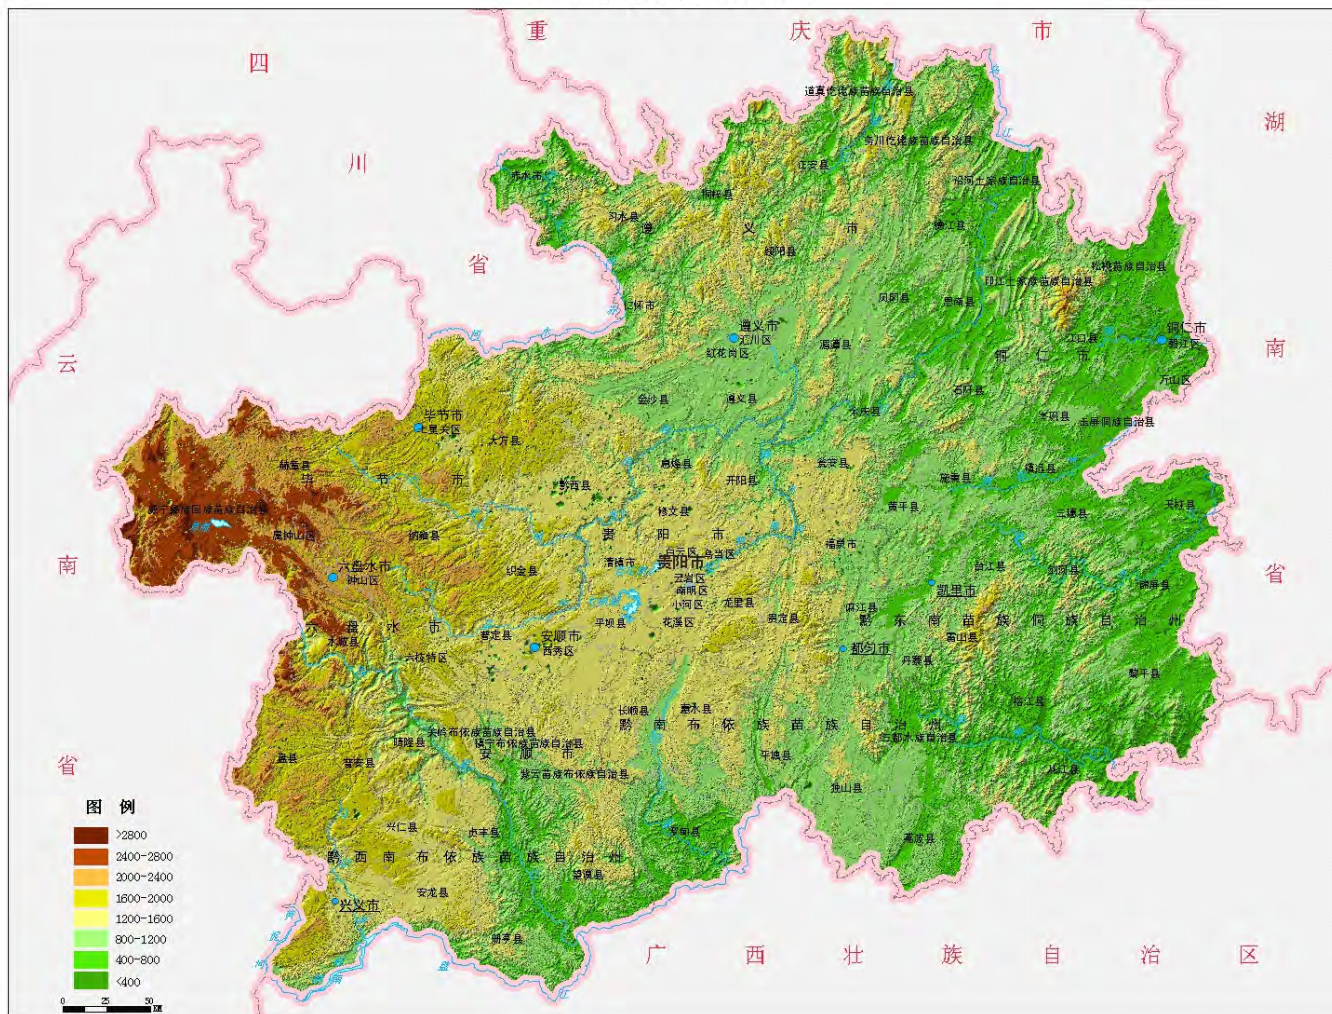 重 庆 市
四
川
省
湖
南
省
云
南
省
广 西 壮 族 自 治 区
道真仡佬族苗族自治县
务川仡佬族苗族自治县
正安县
沿河土家族自治县
赤水市
桐梓县
习水县
遵 义 市
绥阳县
德江县
松桃苗族自治县
印江土家族苗族自治县
凤冈县
思南县
仁怀市
遵义市
汇川区
红花岗区
湄潭县
江口县
铜仁市
碧江区
铜 仁 市
万山区
石阡县
金沙县
遵义县
余庆县
岑巩县
玉屏侗族自治县
毕节市
七星关区
大方县
赫章县
毕 节 市
黔西县
息烽县
开阳县
瓮安县
施秉县
镇远县
三穗县
天柱县
黄平县
修文县
贵 阳 市
纳雍县
织金县
清镇市
白云区
乌当区
贵阳市
云岩区
南明区
小河区
花溪区
福泉市
台江县
剑河县
锦屏县
六盘水市
钟山区
凯里市
龙里县
贵定县
麻江县
黔 东 南 苗 族 侗 族 自 治 州
雷山县
六 盘 水 市
水城县
六枝特区
普定县
安顺市
西秀区
平坝县
都匀市
丹寨县
黎平县
榕江县
长顺县
惠水县
黔 南 布 依 族 苗 族 自 治 州
三都水族自治县
从江县
关岭布依族苗族自治县
镇宁布依族苗族自治县
安 顺 市
紫云苗族布依族自治县
晴隆县
盘县
普安县
平塘县
独山县
荔波县
罗甸县
兴仁县
贞丰县
黔 西 南 布 依 族 苗 族 自 治 州
望谟县
安龙县
兴义市
册亨县
图 例
>2800
2400-2800
2000-2400
1600-2000
1200-1600
800-1200
400-800
<400
0 25 50
KM